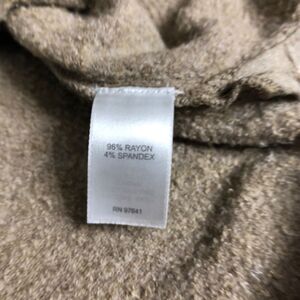 96% RAYON
4% SPANDEX
RN 97841